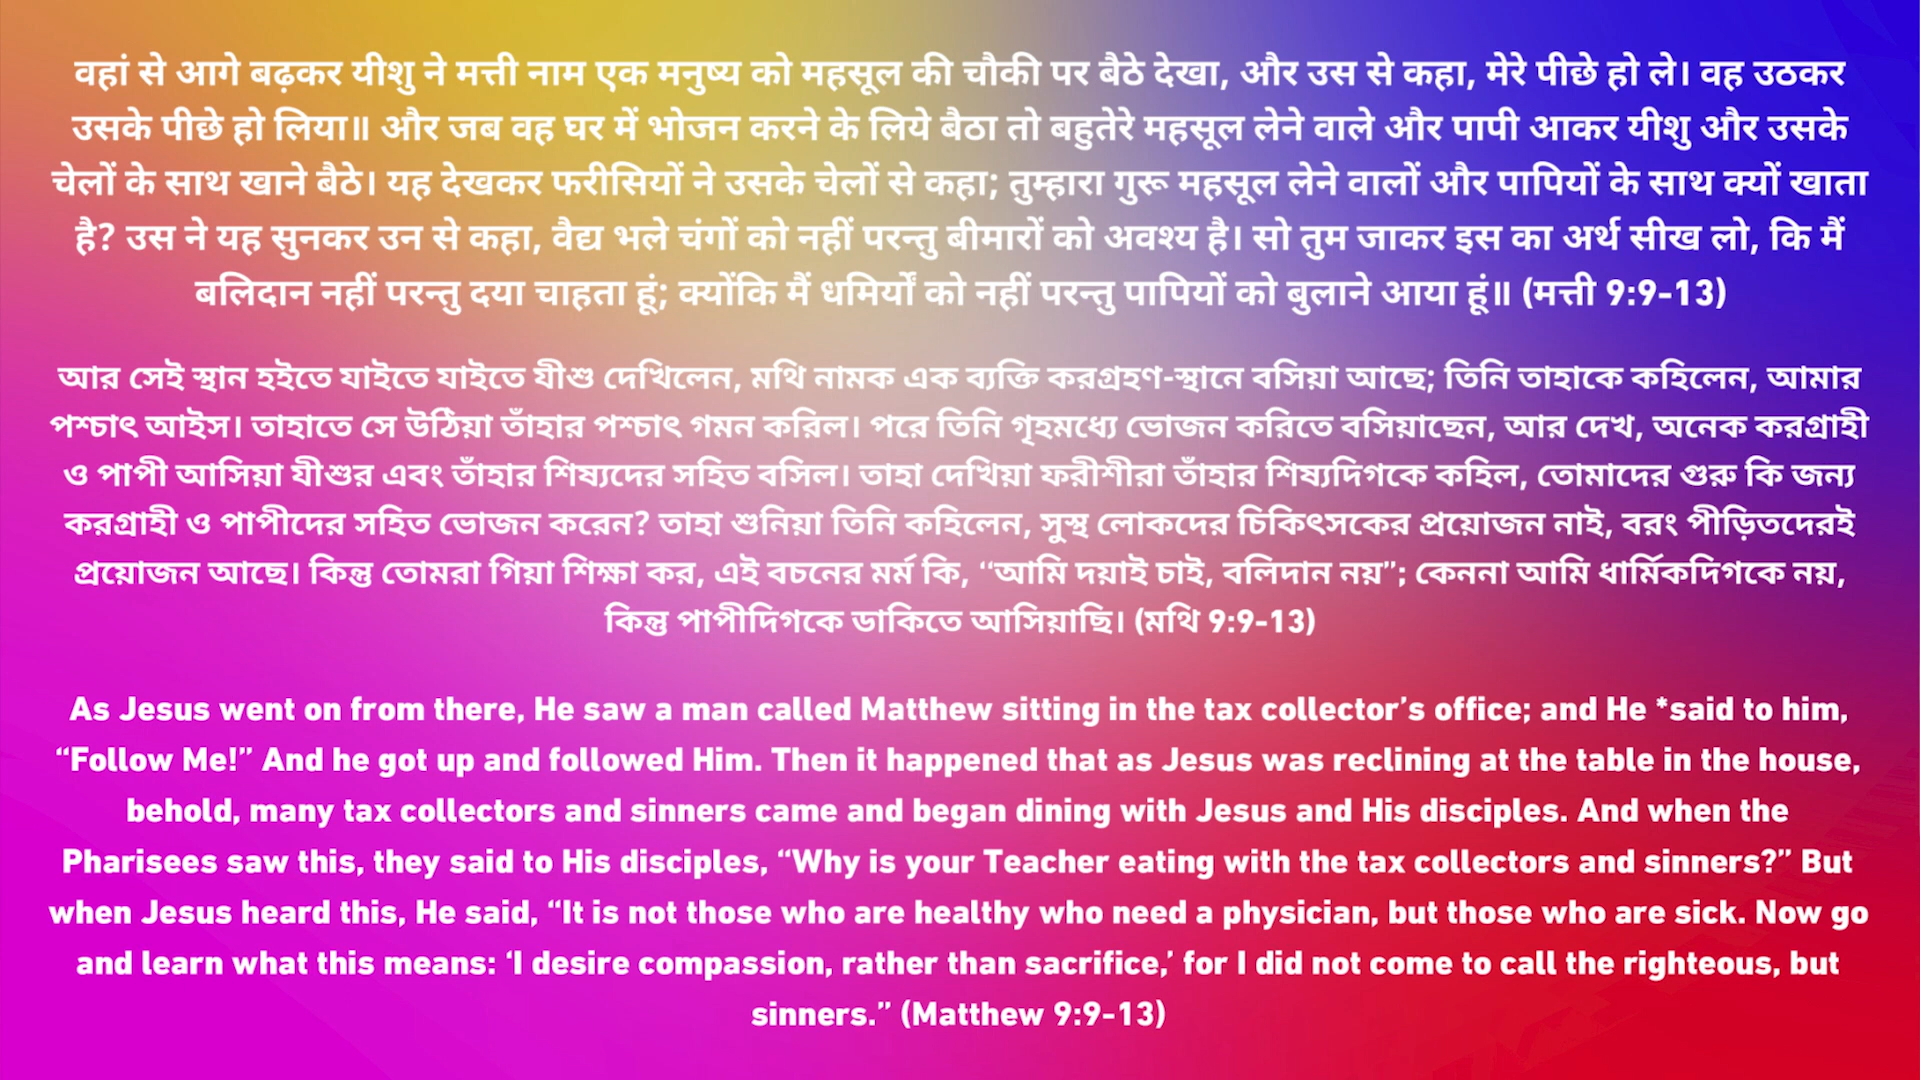 वहां से आगे बढ़कर यीशु ने मत्ती नाम एक मनुष्य को महसूल की चौकी पर बैठे देखा, और उस से कहा, मेरे पीछे हो ले। वह उठकर
उसके पीछे हो लिया॥ और जब वह घर में भोजन करने के लिये बैठा तो बहुतेरे महसूल लेने वाले और पापी आकर यीशु और उसके
चेलों के साथ खाने बैठे। यह देखकर फरीसियों ने उसके चेलों से कहा; तुम्हारा गुरू महसूल लेने वालों और पापियों के साथ क्यों खाता
है? उस ने यह सुनकर उन से कहा, वैद्य भले चंगों को नहीं परन्तु बीमारों को अवश्य है। सो तुम जाकर इस का अर्थ सीख लो, कि मैं
बलिदान नहीं परन्तु दया चाहता हूं; क्योंकि मैं धमिर्यों को नहीं परन्तु पापियों को बुलाने आया हूं॥ (मत्ती 9:9-13)
আর সেই স্থান হইতে যাইতে যাইতে যীশু দেখিলেন, মথি নামক এক ব্যক্তি করগ্রহণ-স্থানে বসিয়া আছে; তিনি তাহাকে কহিলেন, আমার
পশ্চাৎ আইস। তাহাতে সে উঠিয়া তাঁহার পশ্চাৎ গমন করিল। পরে তিনি গৃহমধ্যে ভোজন করিতে বসিয়াছেন, আর দেখ, অনেক করগ্রাহী
ও পাপী আসিয়া যীশুর এবং তাঁহার শিষ্যদের সহিত বসিল। তাহা দেখিয়া ফরীশীরা তাঁহার শিষ্যদিগকে কহিল, তোমাদের গুরু কি জন্য
করগ্রাহী ও পাপীদের সহিত ভোজন করেন? তাহা শুনিয়া তিনি কহিলেন, সুস্থ লোকদের চিকিৎসকের প্রয়োজন নাই, বরং পীড়িতদেরই
প্রয়োজন আছে। কিন্তু তোমরা গিয়া শিক্ষা কর, এই বচনের মর্ম কি, “আমি দয়াই চাই, বলিদান নয়”; কেননা আমি ধার্মিকদিগকে নয়,
কিন্তু পাপীদিগকে ডাকিতে আসিয়াছি। (মথি 9:9-13)
As Jesus went on from there, He saw a man called Matthew sitting in the tax collector’s office; and He *said to him,
“Follow Me!” And he got up and followed Him. Then it happened that as Jesus was reclining at the table in the house,
behold, many tax collectors and sinners came and began dining with Jesus and His disciples. And when the
Pharisees saw this, they said to His disciples, “Why is your Teacher eating with the tax collectors and sinners?” But
when Jesus heard this, He said, “It is not those who are healthy who need a physician, but those who are sick. Now go
and learn what this means: ‘I desire compassion, rather than sacrifice,’ for I did not come to call the righteous, but
sinners.” (Matthew 9:9-13)